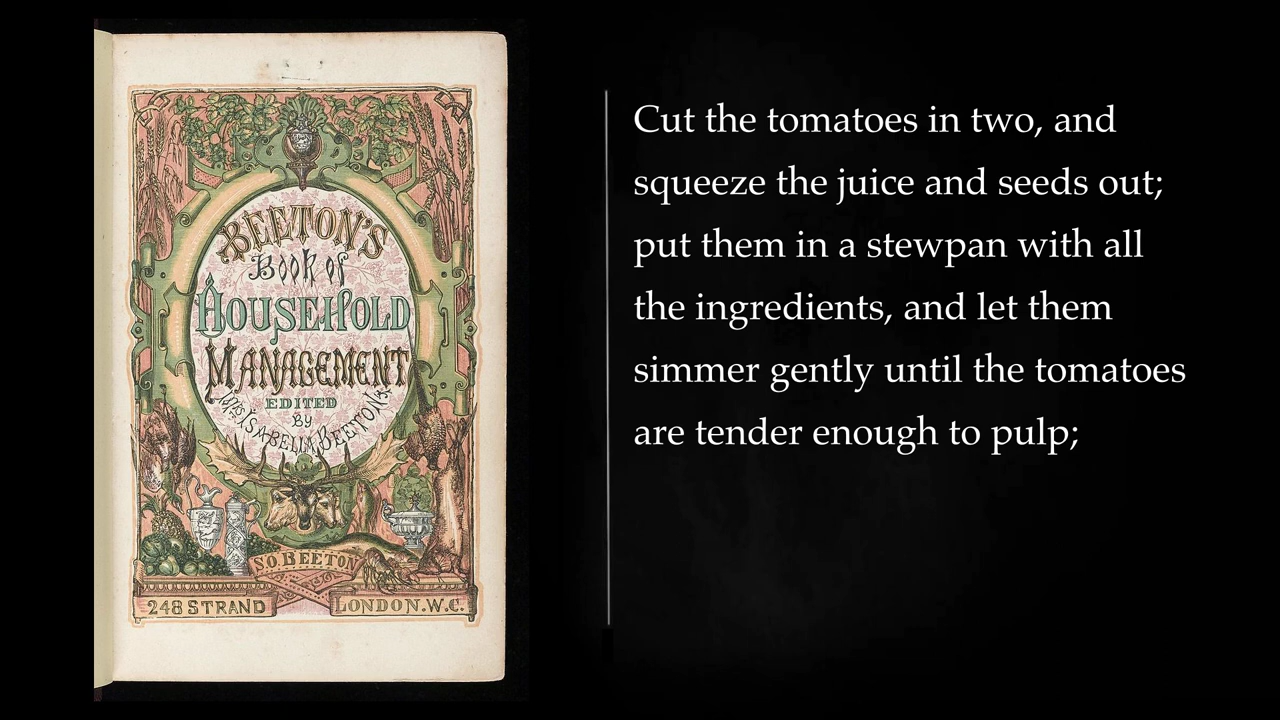 BEETON'S
Book of
HOUSEHOLD
MANAGEMENT
EDITED
By
MRS ISABELLA BEETON.
S.O. BEETON
248 STRAND
LONDON. W.C.
Cut the tomatoes in two, and
squeeze the juice and seeds out;
put them in a stewpan with all
the ingredients, and let them
simmer gently until the tomatoes
are tender enough to pulp;